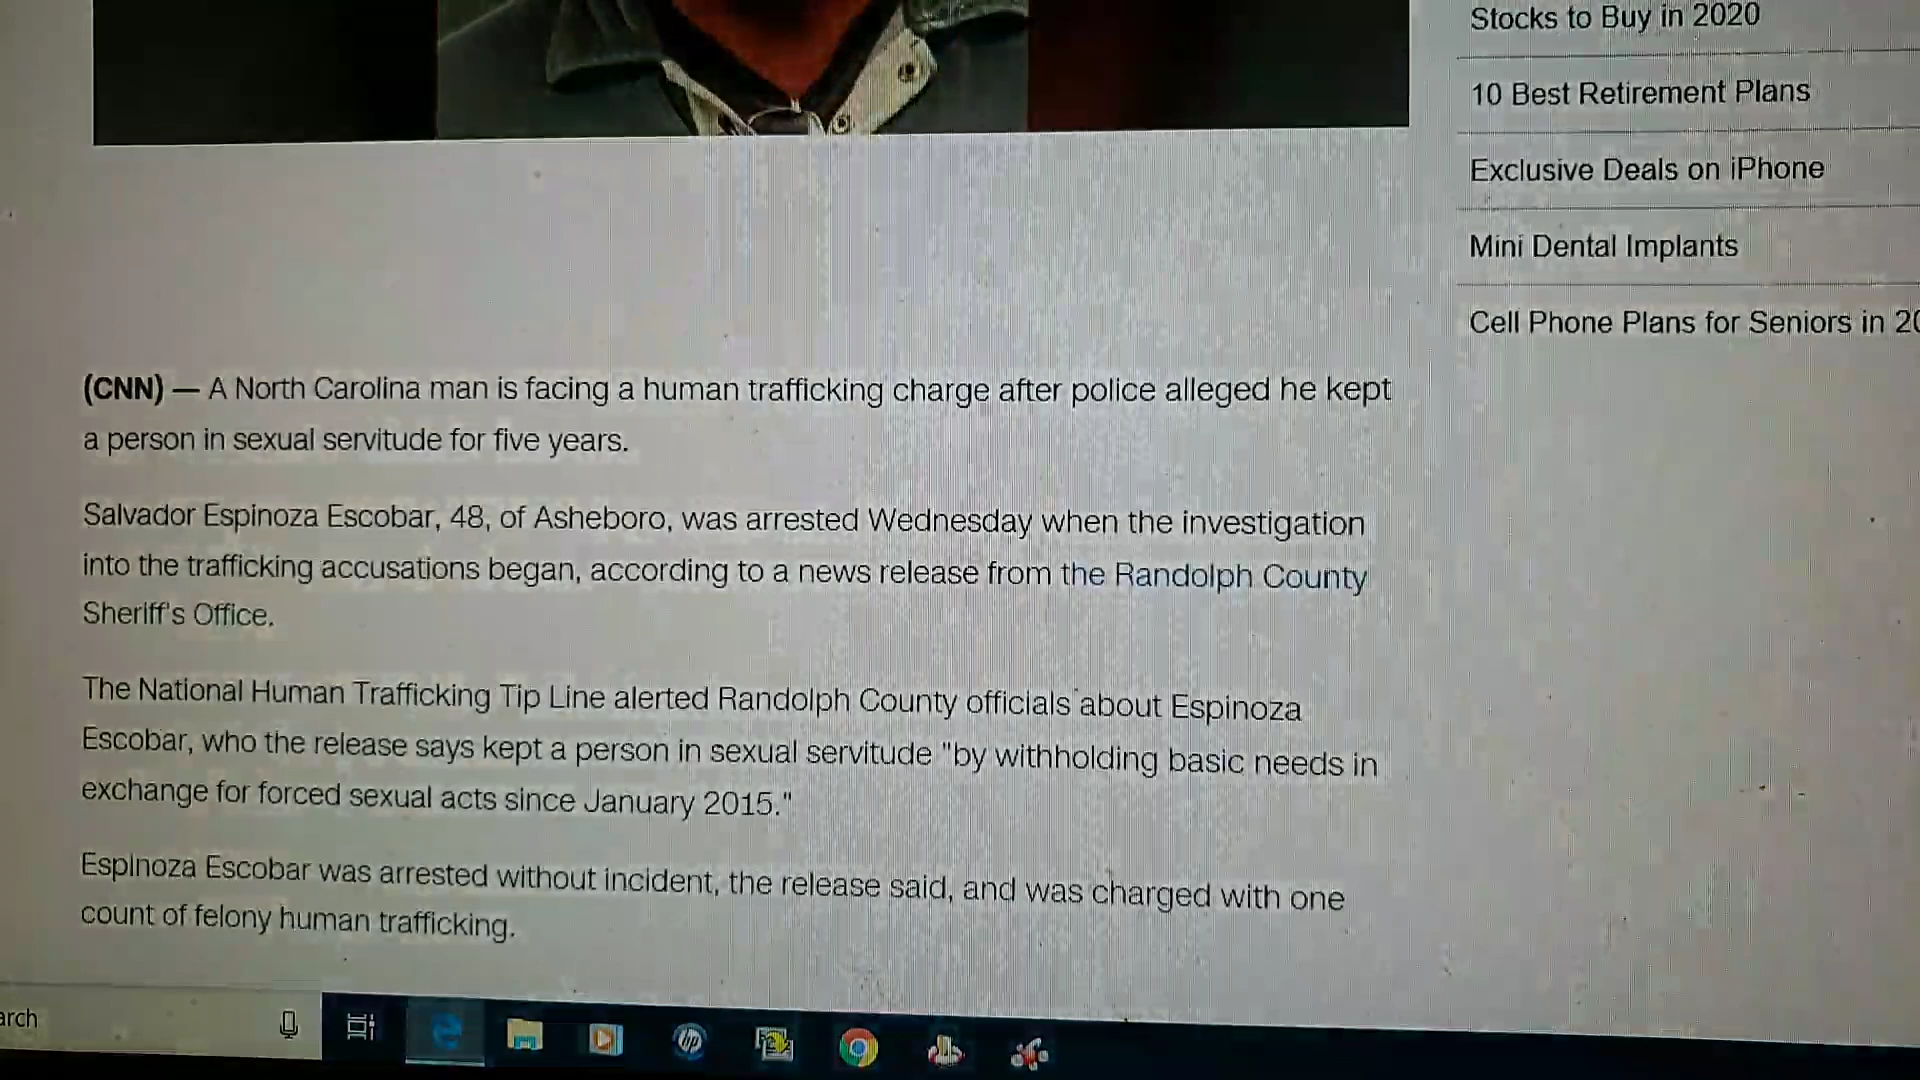 Stocks to Buy in 2020
10 Best Retirement Plans
Exclusive Deals on iPhone
Mini Dental Implants
Cell Phone Plans for Seniors in 20
(CNN) — A North Carolina man is facing a human trafficking charge after police alleged he kept
a person in sexual servitude for five years.
Salvador Espinoza Escobar, 48, of Asheboro, was arrested Wednesday when the investigation
into the trafficking accusations began, according to a news release from the Randolph County
Sheriff's Office.
The National Human Trafficking Tip Line alerted Randolph County officials about Espinoza
Escobar, who the release says kept a person in sexual servitude "by withholding basic needs in
exchange for forced sexual acts since January 2015."
Espinoza Escobar was arrested without incident, the release said, and was charged with one
count of felony human trafficking.
arch
hp